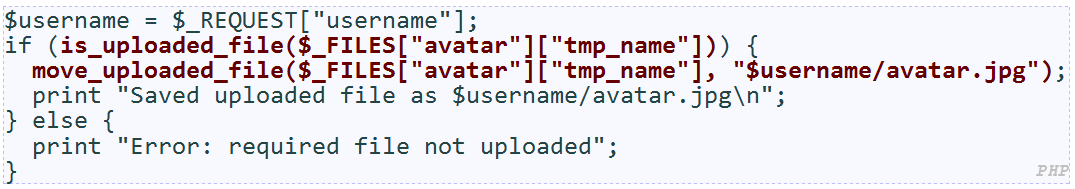 $username = $_REQUEST["username"];
if (is_uploaded_file($_FILES["avatar"]["tmp_name"])) {
  move_uploaded_file($_FILES["avatar"]["tmp_name"], "$username/avatar.jpg");
  print "Saved uploaded file as $username/avatar.jpg\n";
} else {
  print "Error: required file not uploaded";
}
PHP